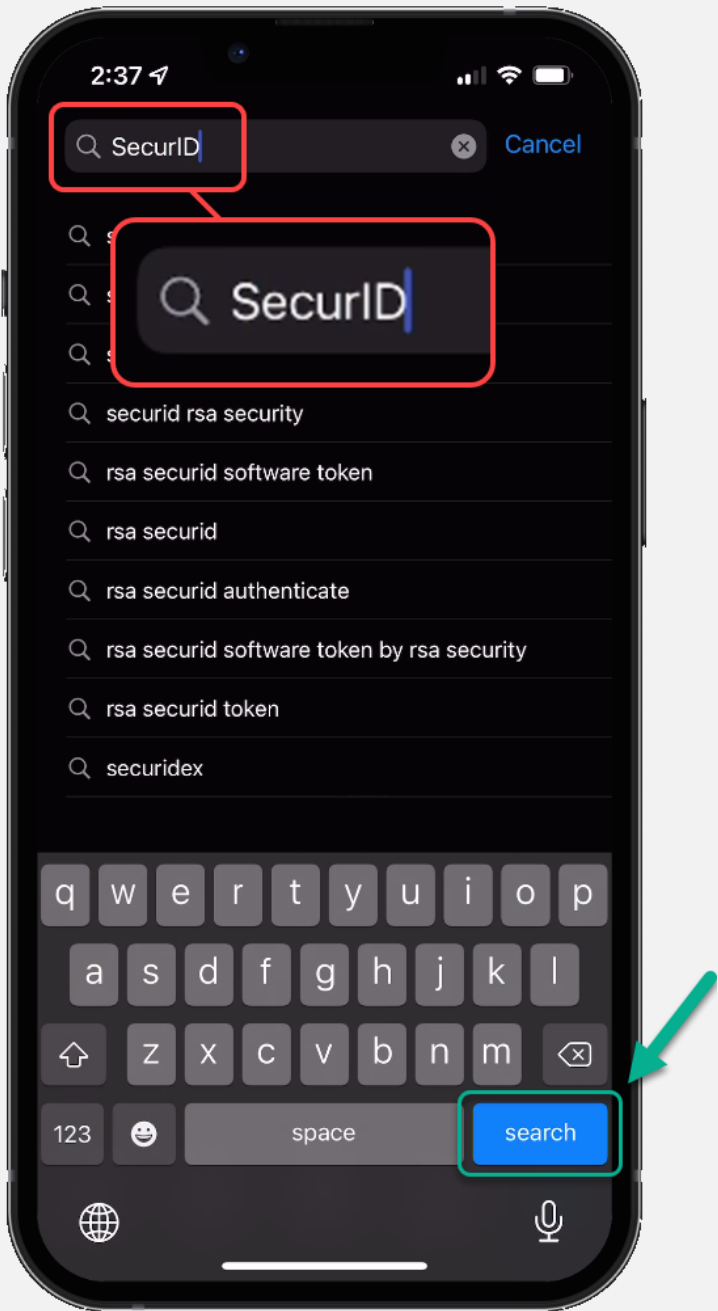 2:37
SecurID
Cancel
s
s
SecurID
s
securid rsa security
rsa securid software token
rsa securid
rsa securid authenticate
rsa securid software token by rsa security
rsa securid token
securidex
q w e r t y u i o p
a s d f g h j k l
z x c v b n m
123
space
search